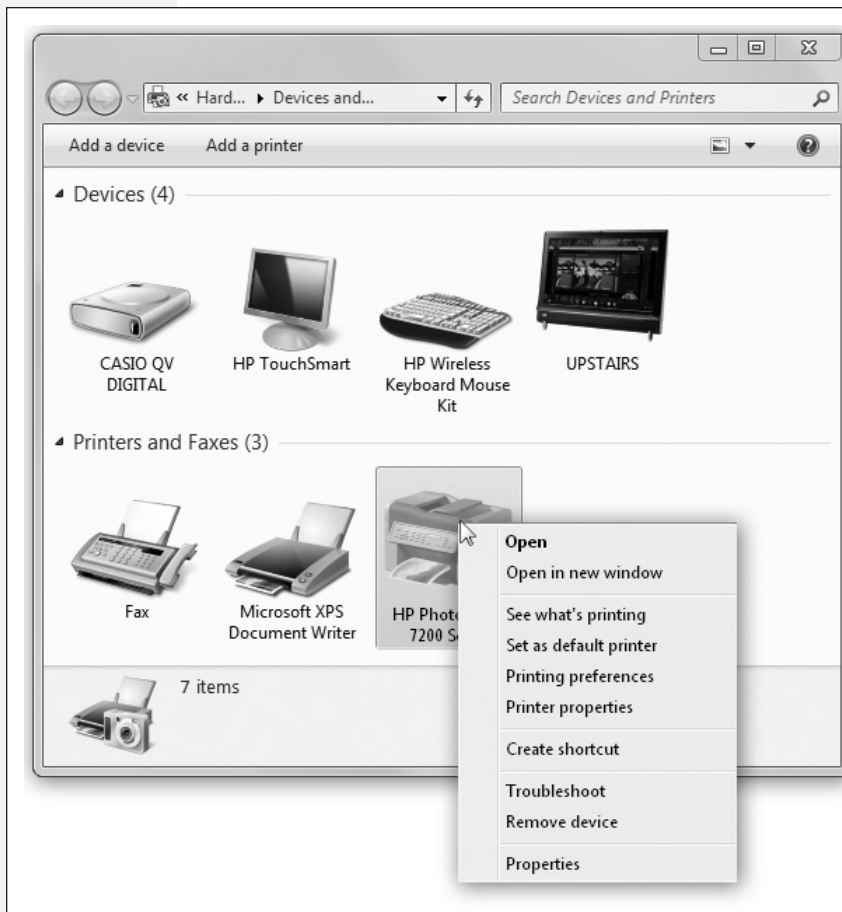 « Hard... ▸ Devices and...
Search Devices and Printers
Add a device Add a printer
Devices (4)
CASIO QV
DIGITAL
HP TouchSmart
HP Wireless
Keyboard Mouse
Kit
UPSTAIRS
Printers and Faxes (3)
Fax
Microsoft XPS
Document Writer
HP Photo
7200 S
Open
Open in new window
See what's printing
Set as default printer
Printing preferences
Printer properties
Create shortcut
Troubleshoot
Remove device
Properties
7 items